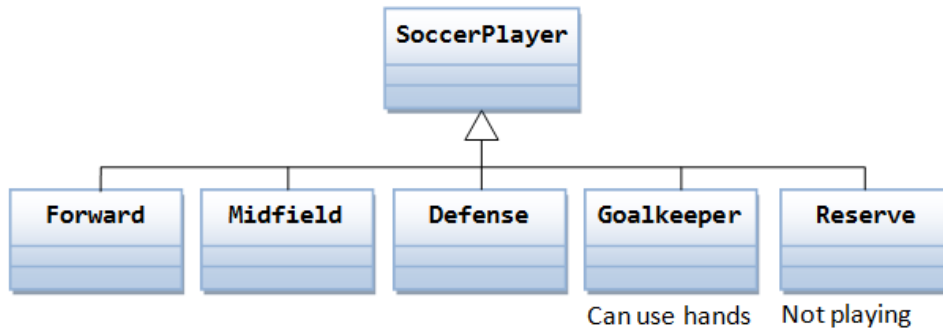 SoccerPlayer
Forward
Midfield
Defense
Goalkeeper
Reserve
Can use hands
Not playing